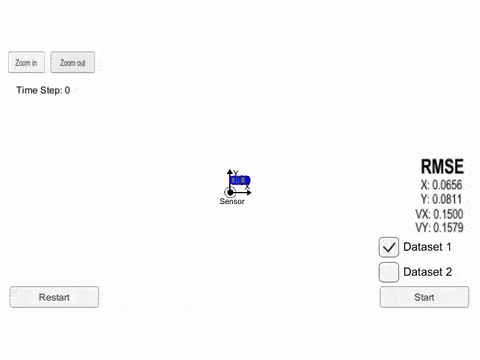 Zoom in
Zoom out
Time Step: 0
Y
X
Sensor
RMSE
X: 0.0656
Y: 0.0811
VX: 0.1500
VY: 0.1579
Dataset 1
Dataset 2
Restart
Start